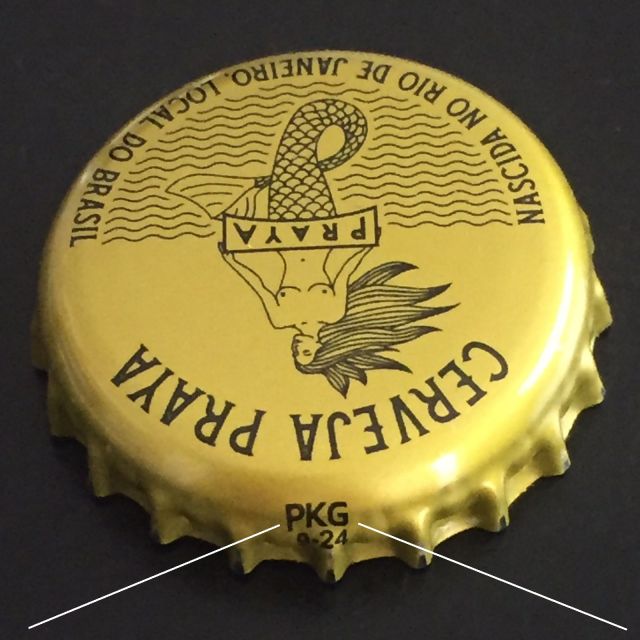 CERVEJA PRAYA
PRAYA
NASCIDA NO RIO DE JANEIRO, LOCAL DO BRASIL
PKG
9-24